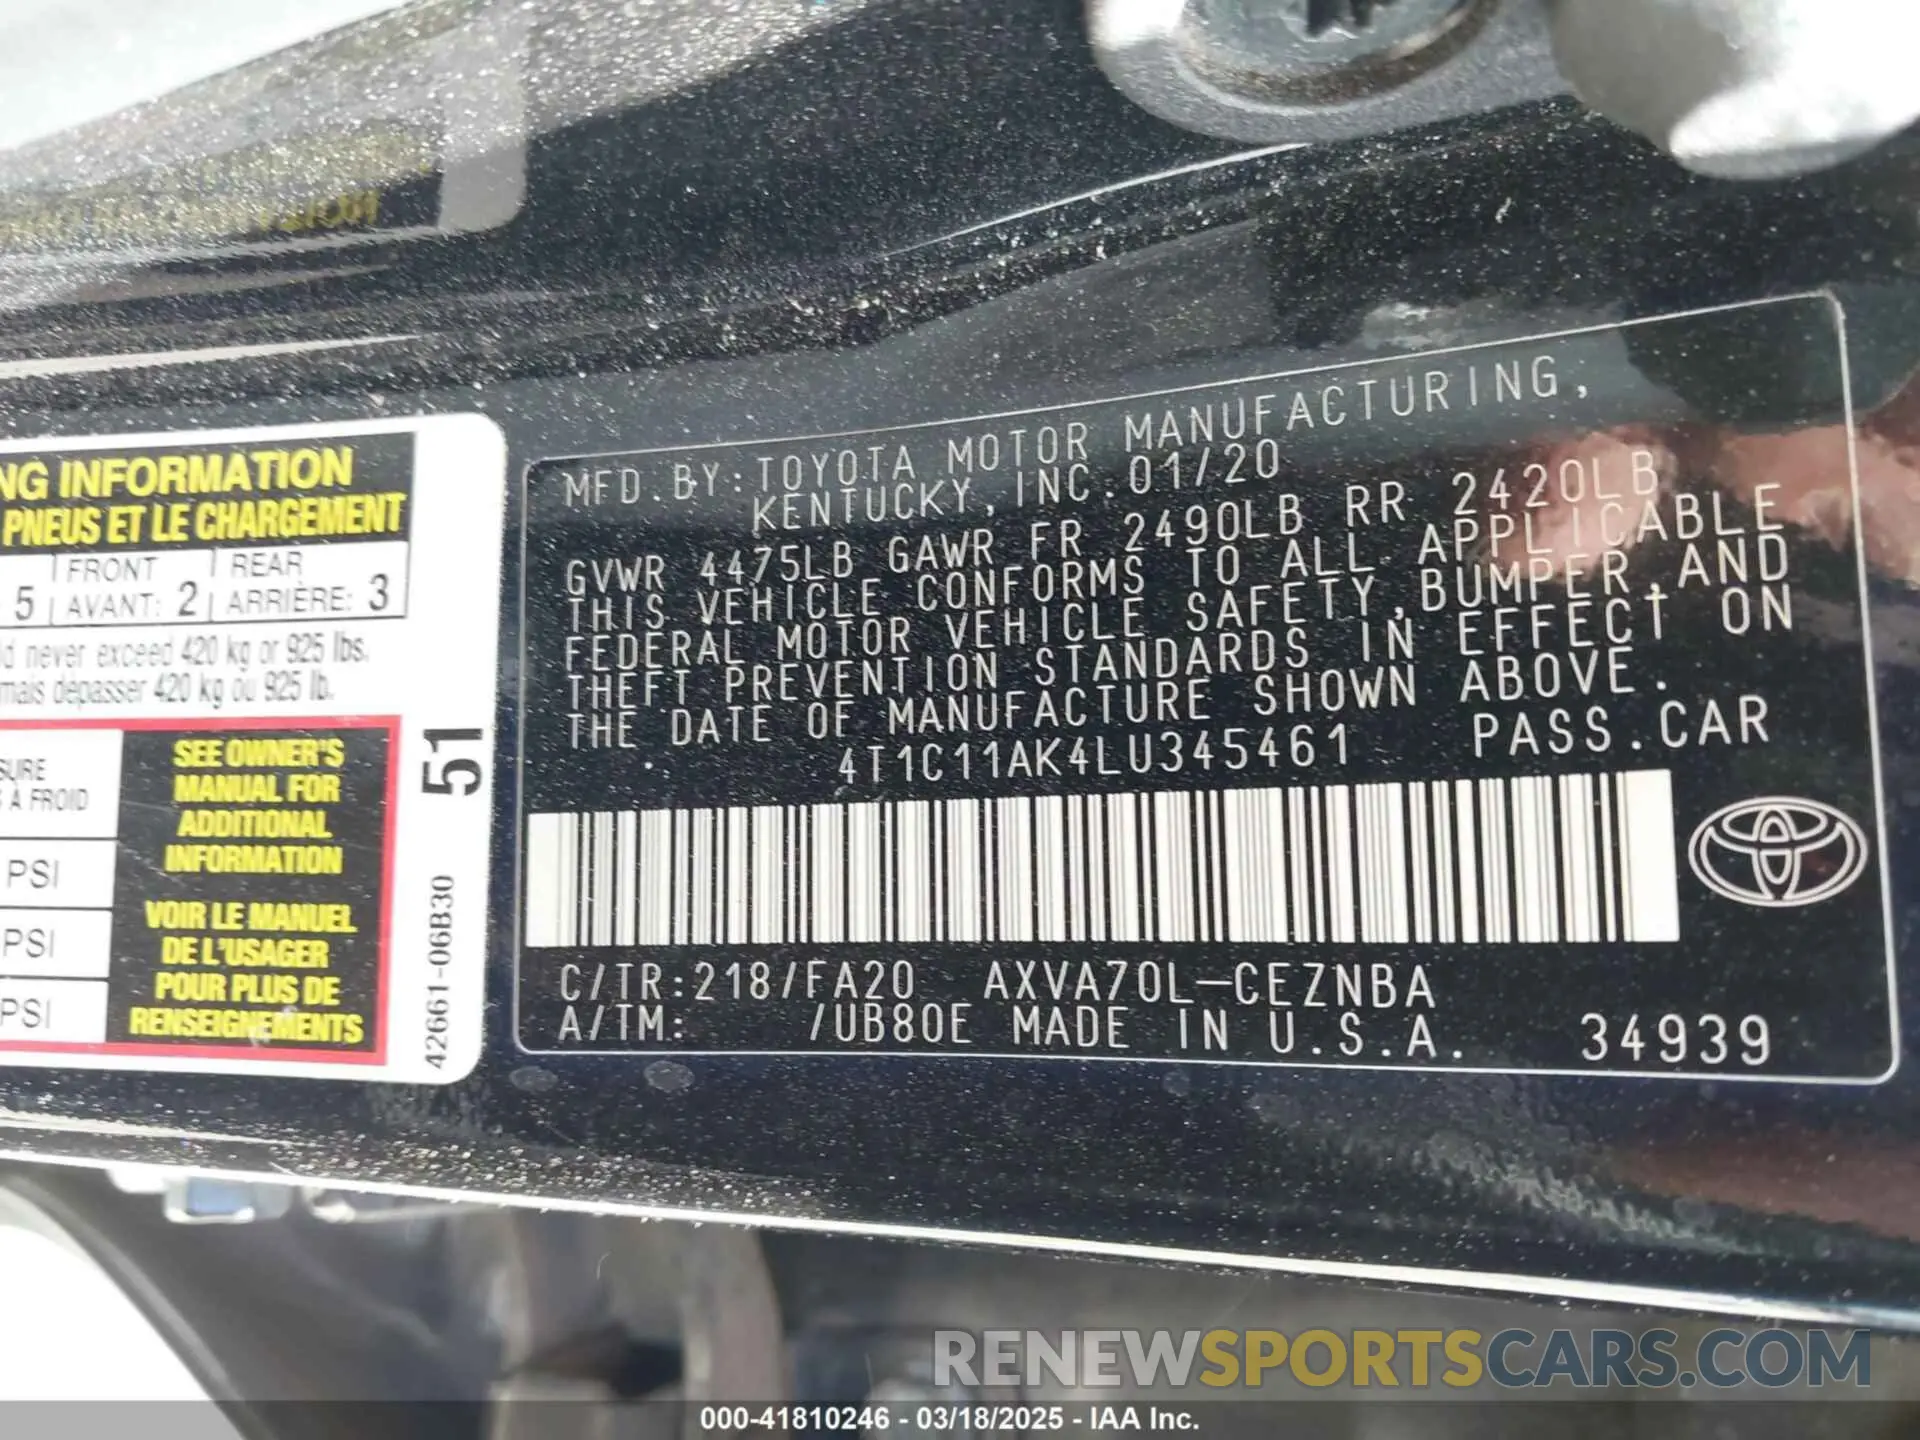 NG INFORMATION
PNEUS ET LE CHARGEMENT
5 FRONT AVANT: 2 REAR ARRIÈRE: 3
never exceed 420 kg or 925 lbs.
mais dépasser 420 kg ou 925 lb.
À FROID
PSI
PSI
PSI
SEE OWNER'S
MANUAL FOR
ADDITIONAL
INFORMATION
VOIR LE MANUEL
DE L'USAGER
POUR PLUS DE
RENSEIGNEMENTS
51
42661-06B30
MFD.BY:TOYOTA MOTOR MANUFACTURING,
KENTUCKY, INC.01/20
GVWR 4475LB GAWR FR 2490LB RR 2420LB
THIS VEHICLE CONFORMS TO ALL APPLICABLE
FEDERAL MOTOR VEHICLE SAFETY,BUMPER,AND
THEFT PREVENTION STANDARDS IN EFFECT ON
THE DATE OF MANUFACTURE SHOWN ABOVE.
4T1C11AK4LU345461 PASS.CAR
C/TR:218/FA20 AXVA70L-CEZNBA
A/TM: /UB80E MADE IN U.S.A. 34939
RENEWSPORTSCARS.COM
000-41810246 - 03/18/2025 - IAA Inc.